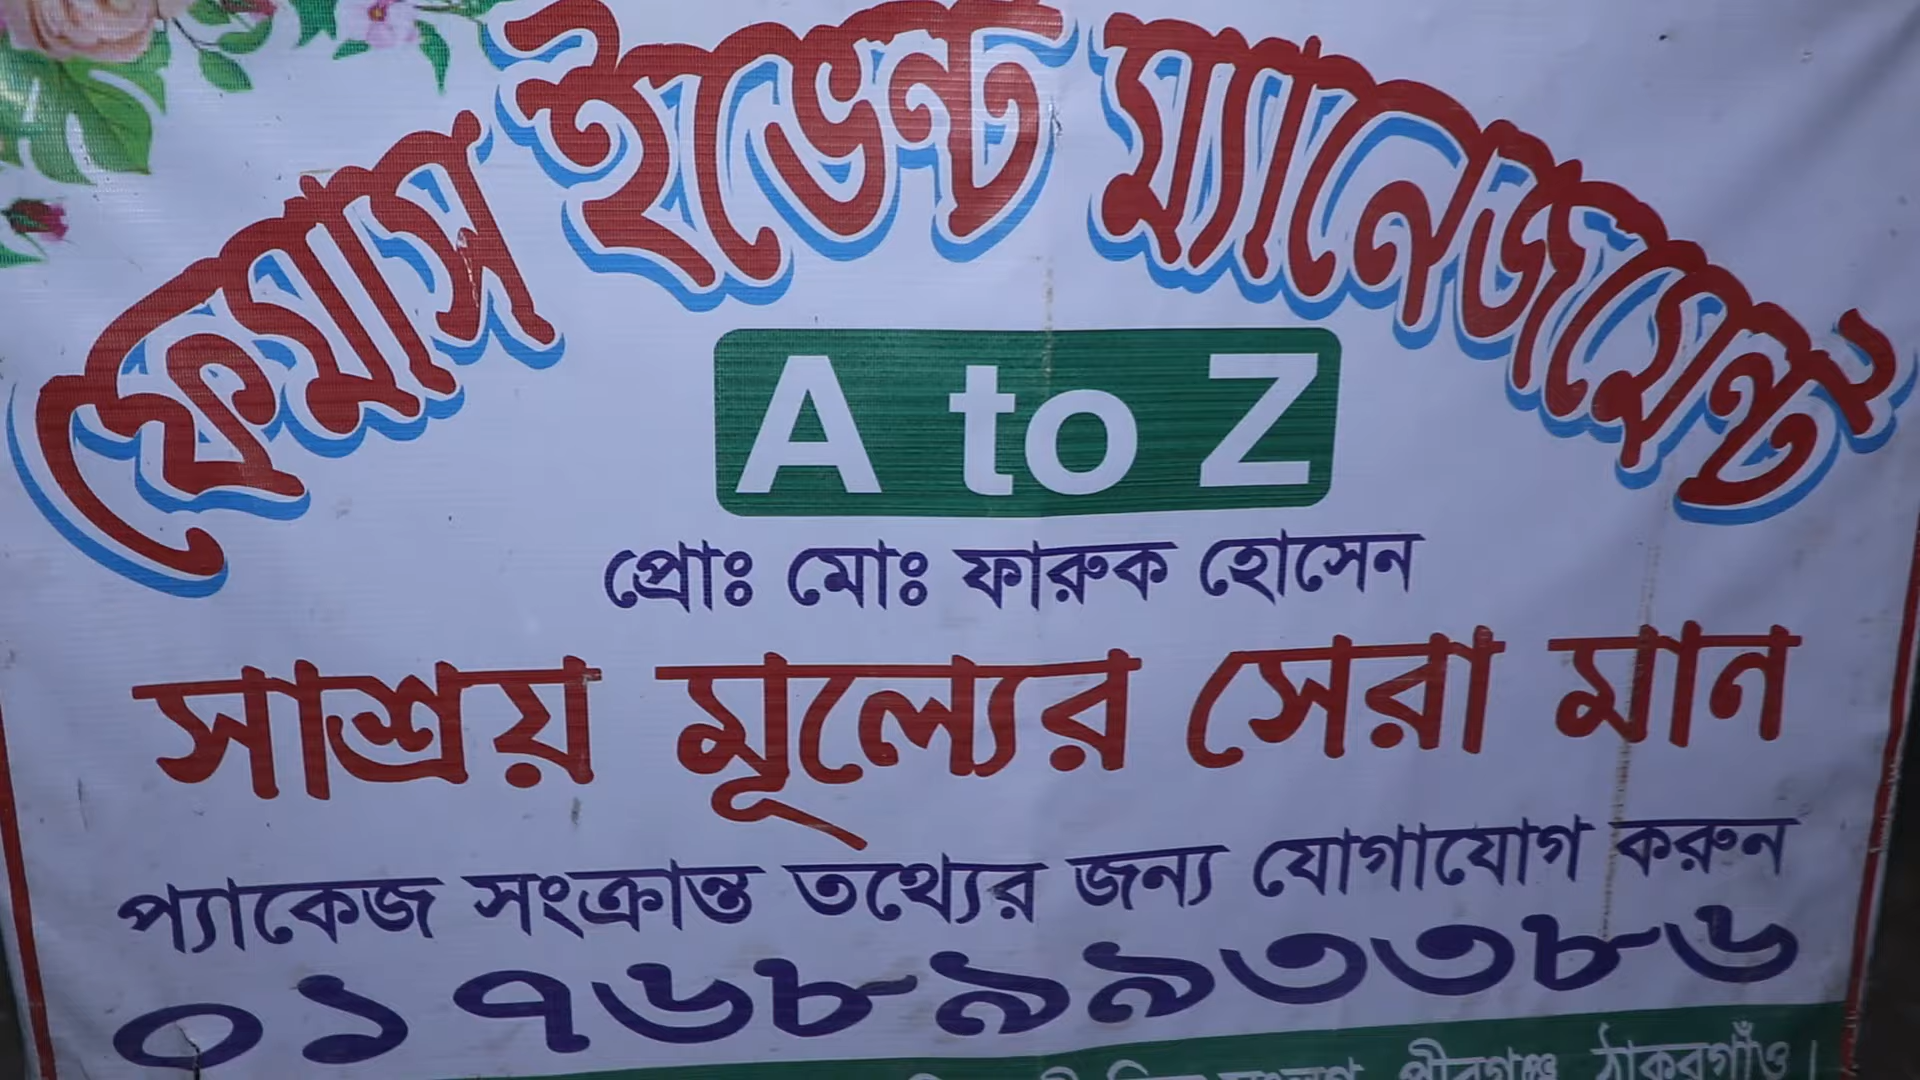 ফেমাস ইভেন্ট ম্যানেজমেন্ট
A to Z
প্রোঃ মোঃ ফারুক হোসেন
সাশ্রয় মূল্যের সেরা মান
প্যাকেজ সংক্রান্ত তথ্যের জন্য যোগাযোগ করুন
০১৭৬৮৯৯৩৩৮৬
পীরগঞ্জ, ঠাকুরগাঁও।